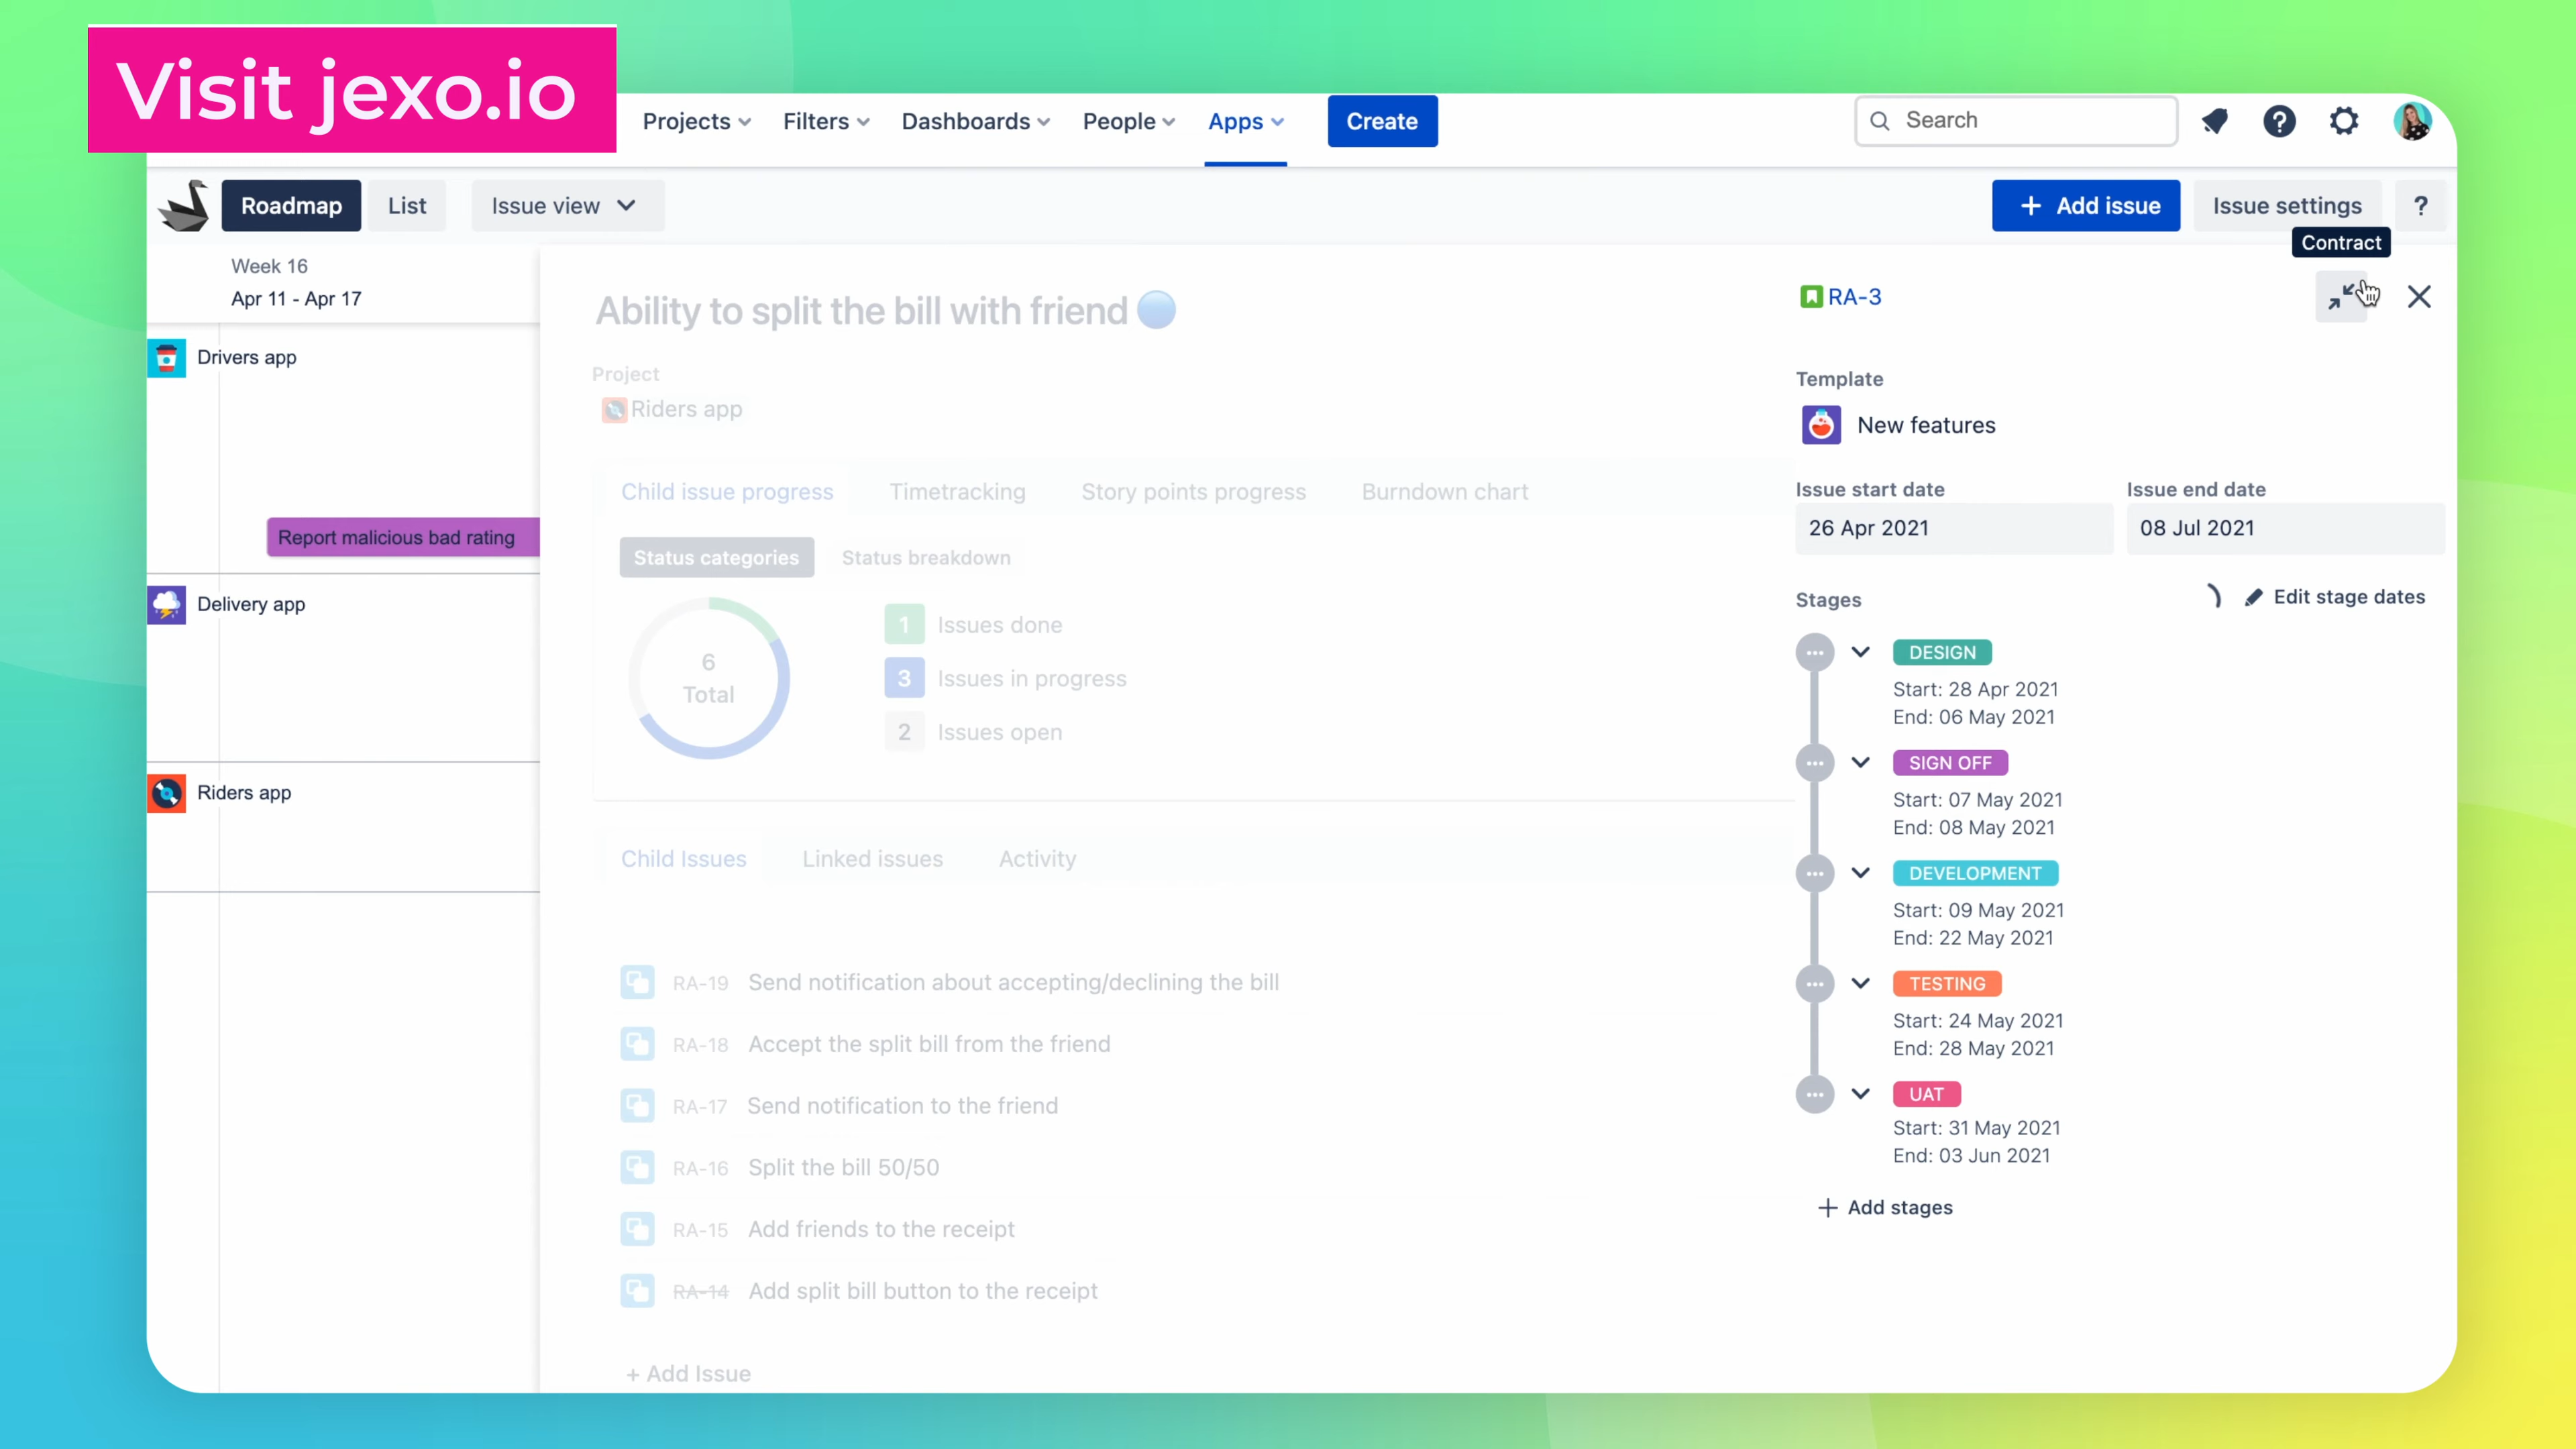 Visit jexo.io
Projects
Filters
Dashboards
People
Apps
Create
Search
Roadmap
List
Issue view
+ Add issue
Issue settings
?
Contract
Week 16
Apr 11 - Apr 17
Drivers app
Report malicious bad rating
Delivery app
Riders app
Ability to split the bill with friend
Project
Riders app
Child issue progress
Timetracking
Story points progress
Burndown chart
Status categories
Status breakdown
6
Total
1 Issues done
3 Issues in progress
2 Issues open
Child Issues
Linked issues
Activity
RA-19 Send notification about accepting/declining the bill
RA-18 Accept the split bill from the friend
RA-17 Send notification to the friend
RA-16 Split the bill 50/50
RA-15 Add friends to the receipt
RA-14 Add split bill button to the receipt
+ Add Issue
RA-3
Template
New features
Issue start date
26 Apr 2021
Issue end date
08 Jul 2021
Stages
Edit stage dates
DESIGN
Start: 28 Apr 2021
End: 06 May 2021
SIGN OFF
Start: 07 May 2021
End: 08 May 2021
DEVELOPMENT
Start: 09 May 2021
End: 22 May 2021
TESTING
Start: 24 May 2021
End: 28 May 2021
UAT
Start: 31 May 2021
End: 03 Jun 2021
+ Add stages